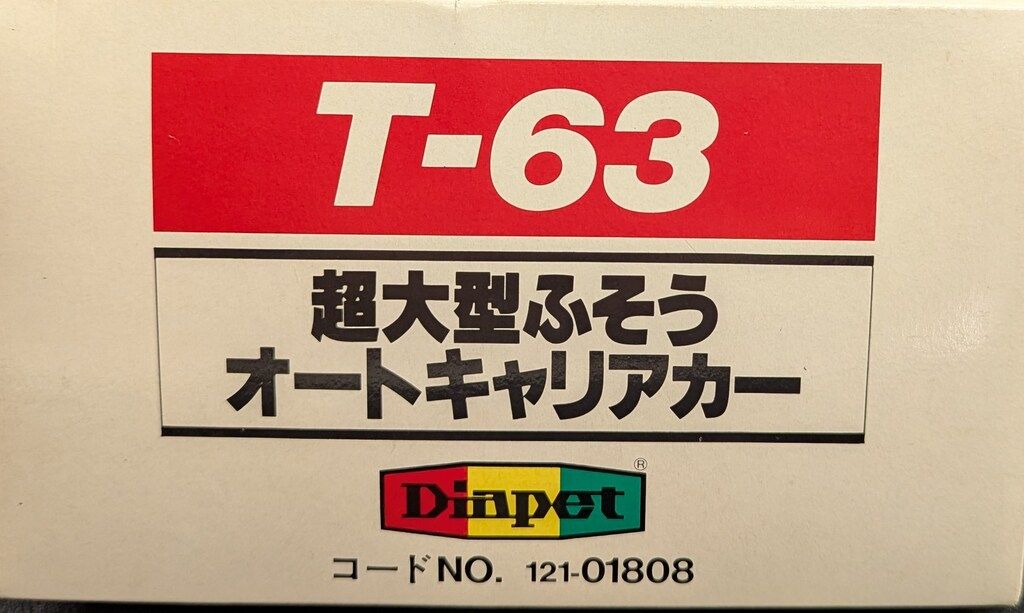 T-63
超大型ふそう
オートキャリアカー
Diapet ®
コードNO. 121-01808